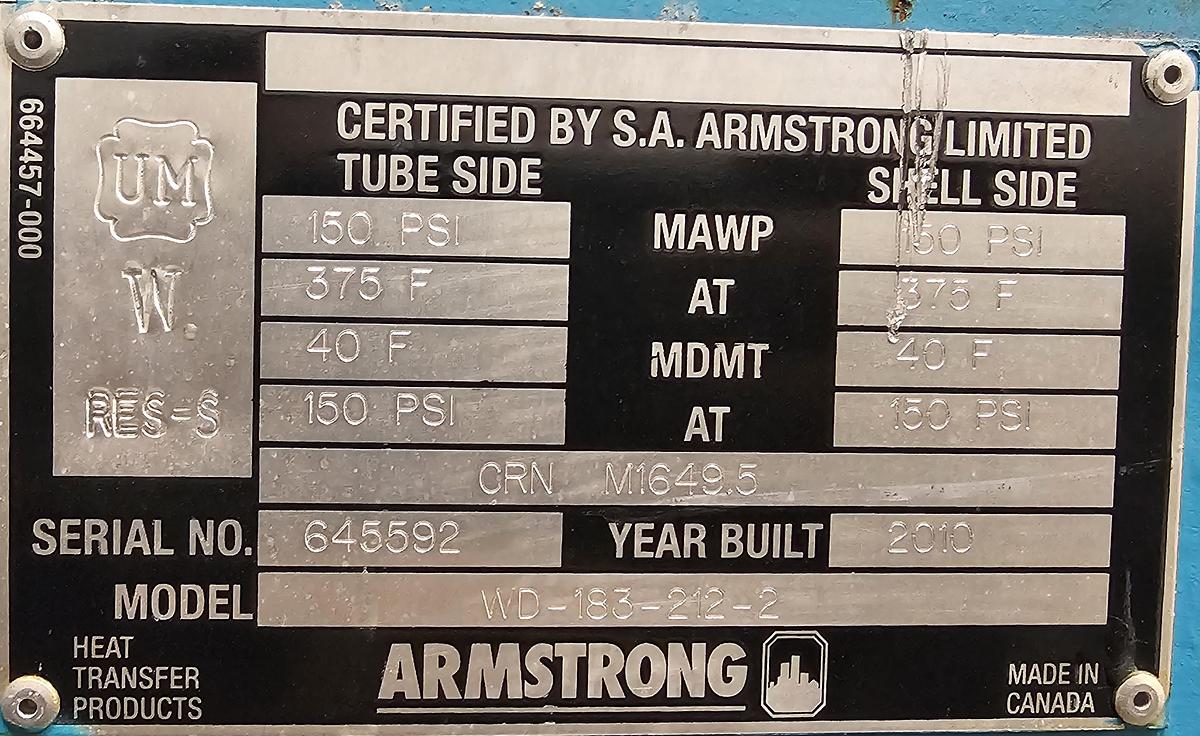 664457-000
UM
W.
RES=S
CERTIFIED BY S.A. ARMSTRONG LIMITED
TUBE SIDE SHELL SIDE
150 PSI MAWP 150 PSI
375 F AT 375 F
40 F MDMT 40 F
150 PSI AT 150 PSI
CRN M1649.5
SERIAL NO. 645592 YEAR BUILT 2010
MODEL WD-183-212-2
HEAT
TRANSFER
PRODUCTS
ARMSTRONG
MADE IN
CANADA